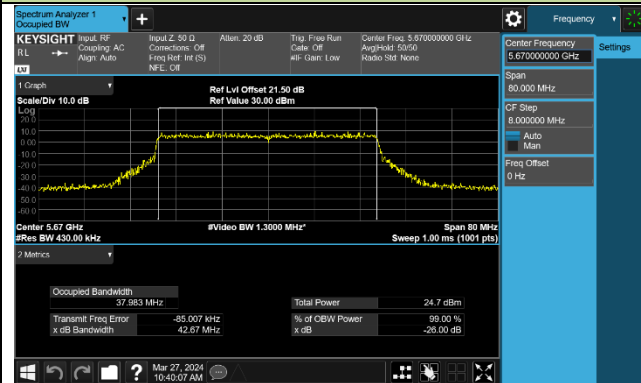 Spectrum Analyzer 1
Occupied BW
Frequency
KEYSIGHT
RL
LXI
Input: RF
Coupling: AC
Align: Auto
Input Z: 50 Ω
Corrections: Off
Freq Ref: Int (S)
NFE: Off
Atten: 20 dB
Trig: Free Run
Gate: Off
#IF Gain: Low
Center Freq: 5.670000000 GHz
Avg|Hold: 50/50
Radio Std: None
Center Frequency
5.670000000 GHz
Settings
Span
80.000 MHz
CF Step
8.000000 MHz
Auto
Man
Freq Offset
0 Hz
1 Graph
Scale/Div 10.0 dB
Ref Lvl Offset 21.50 dB
Ref Value 30.00 dBm
Log
20.0
10.0
0.00
-10.0
-20.0
-30.0
-40.0
-50.0
-60.0
Center 5.67 GHz
#Video BW 1.3000 MHz*
Span 80 MHz
#Res BW 430.00 kHz
Sweep 1.00 ms (1001 pts)
2 Metrics
Occupied Bandwidth
37.983 MHz
Total Power
24.7 dBm
Transmit Freq Error
-85.007 kHz
% of OBW Power
99.00 %
x dB Bandwidth
42.67 MHz
x dB
-26.00 dB
Mar 27, 2024
10:40:07 AM